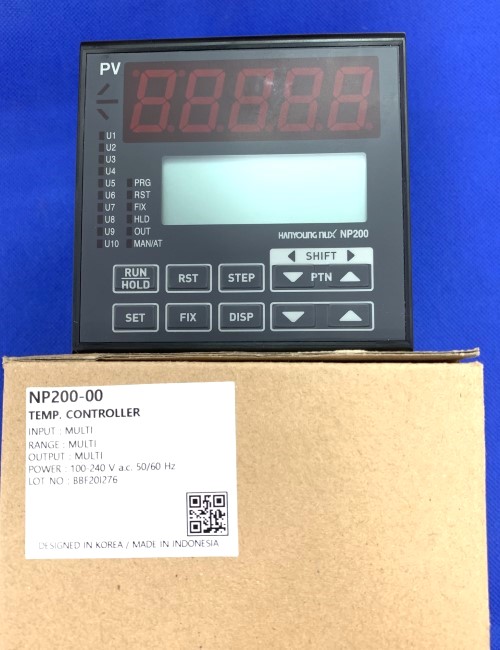 PV
88888
U1
U2
U3
U4
U5 PRG
U6 RST
U7 FIX
U8 HLD
U9 OUT
U10 MAN/AT
HANYOUNG NUX NP200
SHIFT
RUN HOLD RST STEP PTN
SET FIX DISP
NP200-00
TEMP. CONTROLLER
INPUT : MULTI
RANGE : MULTI
OUTPUT : MULTI
POWER : 100-240 V a.c. 50/60 Hz
LOT NO : BBF20I276
DESIGNED IN KOREA / MADE IN INDONESIA